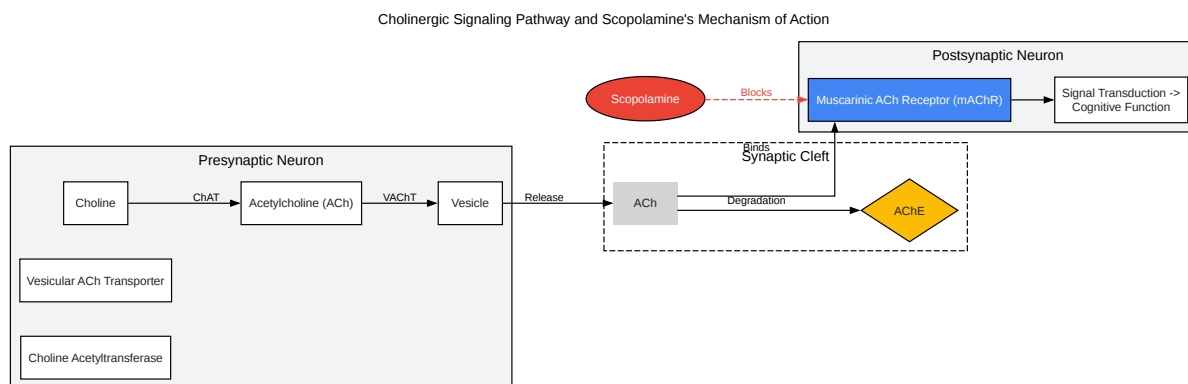 Cholinergic Signaling Pathway and Scopolamine's Mechanism of Action
Postsynaptic Neuron
Scopolamine
Blocks
Muscarinic ACh Receptor (mAChR)
Signal Transduction ->
Cognitive Function
Presynaptic Neuron
Binds
Synaptic Cleft
Choline
ChAT
Acetylcholine (ACh)
VAChT
Vesicle
Release
ACh
Degradation
AChE
Vesicular ACh Transporter
Choline Acetyltransferase